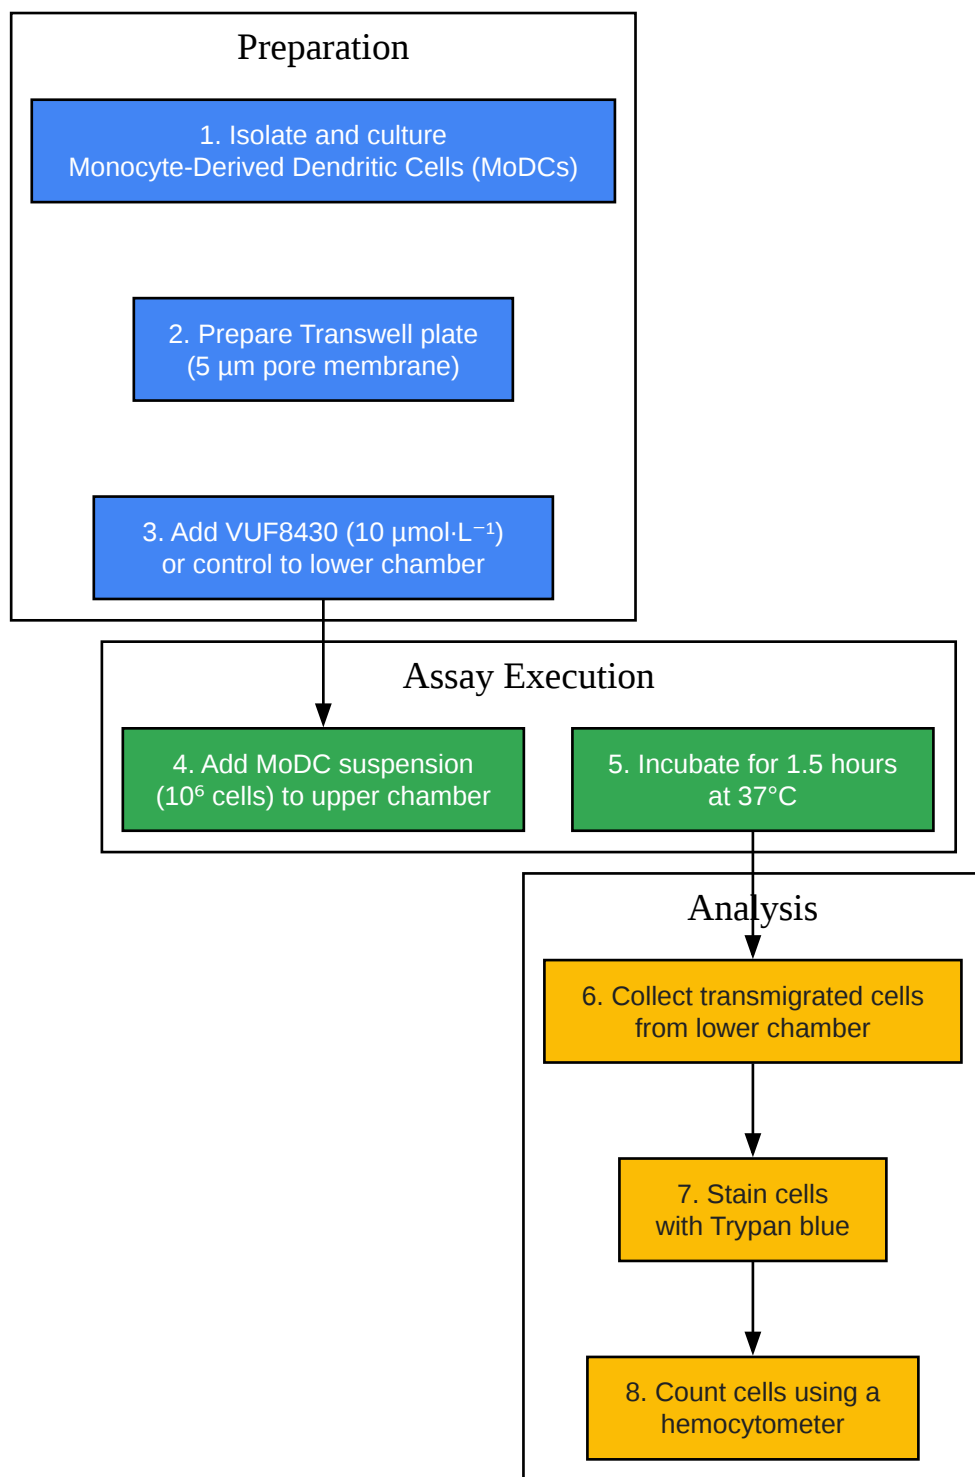 Preparation
1. Isolate and culture
Monocyte-Derived Dendritic Cells (MoDCs)
2. Prepare Transwell plate
(5 µm pore membrane)
3. Add VUF8430 (10 µmol·L⁻¹)
or control to lower chamber
Assay Execution
4. Add MoDC suspension
(10⁶ cells) to upper chamber
5. Incubate for 1.5 hours
at 37°C
Analysis
6. Collect transmigrated cells
from lower chamber
7. Stain cells
with Trypan blue
8. Count cells using a
hemocytometer